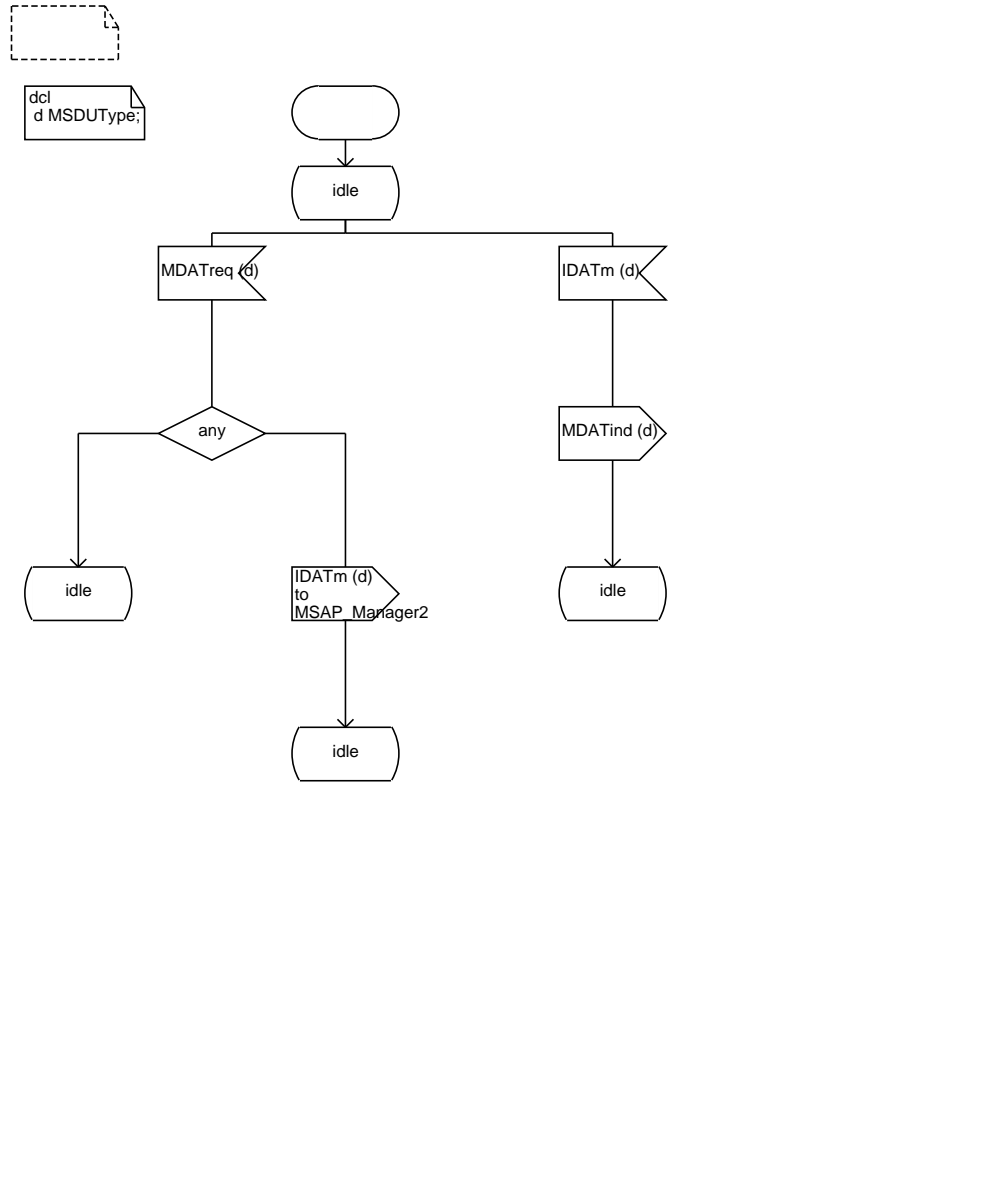 dcl
d MSDUType;
idle
MDATreq (d)
IDATm (d)
any
MDATind (d)
idle
IDATm (d)
to
MSAP_Manager2
idle
idle